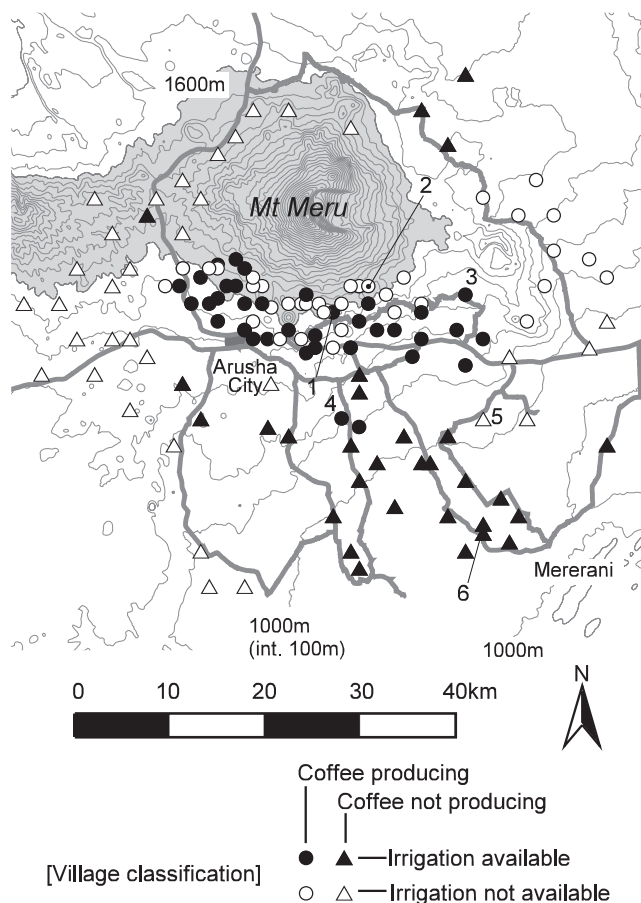 1600m
2
Mt Meru
3
Arusha
City
1
4
5
Mererani
6
1000m
(int. 100m)
1000m
N
0 10 20 30 40km
Coffee producing
Coffee not producing
Irrigation available
[Village classification]
Irrigation not available